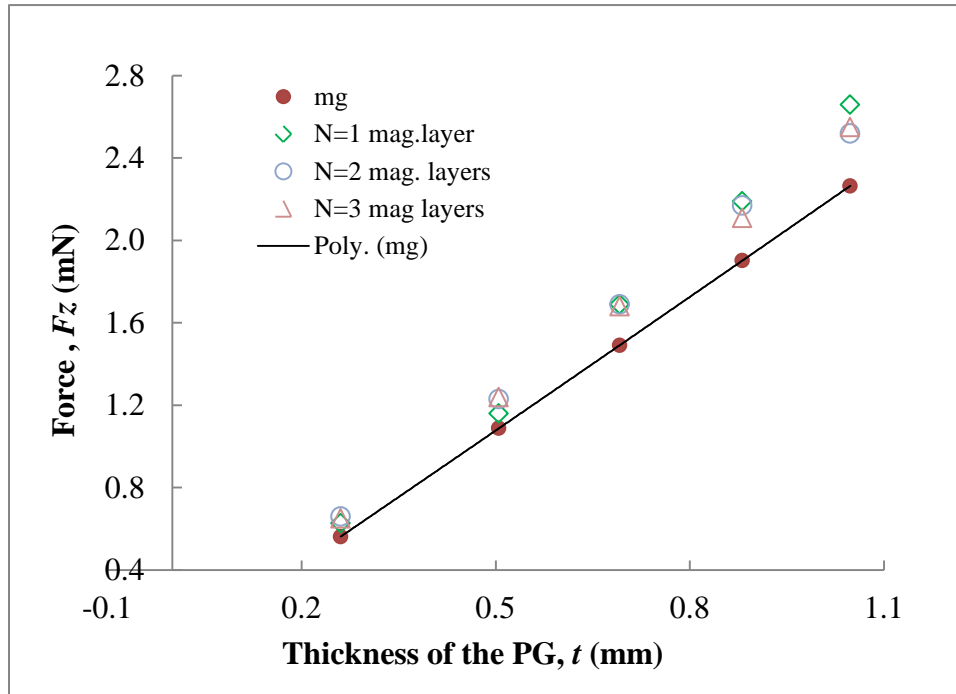 2.8
2.4
2.0
1.6
1.2
0.8
0.4
Force , Fz (mN)
mg
N=1 mag.layer
N=2 mag. layers
N=3 mag layers
Poly. (mg)
-0.1 0.2 0.5 0.8 1.1
Thickness of the PG, t (mm)